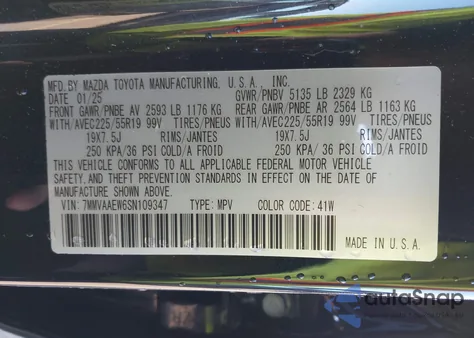 MFD.BY MAZDA TOYOTA MANUFACTURING, U.S.A., INC.
DATE 01/25 GVWR/PNBV 5135 LB 2329 KG
FRONT GAWR/PNBE AV 2593 LB 1176 KG REAR GAWR/PNBE AR 2564 LB 1163 KG
WITH/AVEC225/55R19 99V TIRES/PNEUS WITH/AVEC225/55R19 99V TIRES/PNEUS
19X7.5J RIMS/JANTES 19X7.5J RIMS/JANTES
250 KPA/36 PSI COLD/A FROID 250 KPA/ 36 PSI COLD/A FROID
THIS VEHICLE CONFORMS TO ALL APPLICABLE FEDERAL MOTOR VEHICLE
SAFETY,AND THEFT PREVENTION STANDARDS IN EFFECT ON THE DATE OF
MANUFACTURE SHOWN ABOVE.
VIN:7MMVAAEW6SN109347 TYPE:MPV COLOR CODE:41W
MADE IN U.S.A.
autoSnap